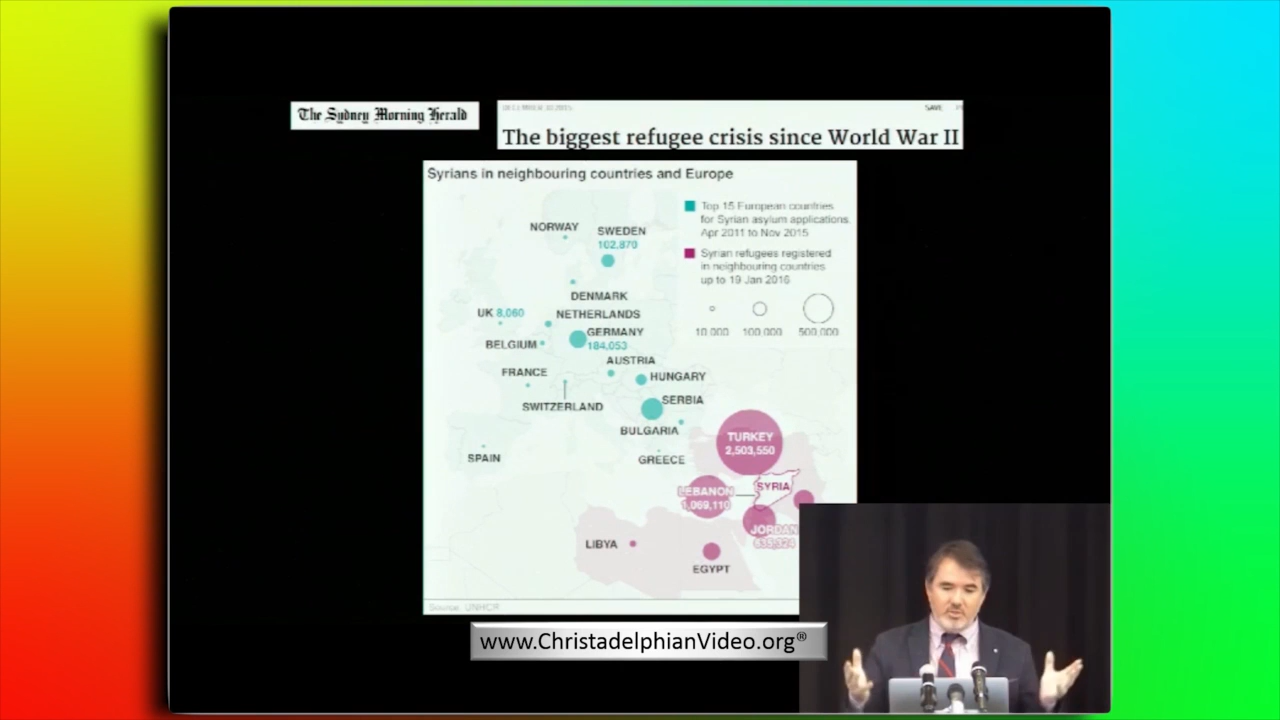 The Sydney Morning Herald
SAVE
The biggest refugee crisis since World War II
Syrians in neighbouring countries and Europe
Top 15 European countries
for Syrian asylum applications
Apr 2011 to Nov 2015
Syrian refugees registered
in neighbouring countries
up to 19 Jan 2016
10 000 100,000 500,000
NORWAY
SWEDEN
102,870
DENMARK
UK 8,060
NETHERLANDS
GERMANY
184,053
BELGIUM
AUSTRIA
FRANCE
HUNGARY
SWITZERLAND
SERBIA
BULGARIA
TURKEY
2,503,550
SPAIN
GREECE
SYRIA
LEBANON
1,069,110
JORDAN
LIBYA
EGYPT
Source: UNHCR
www.ChristadelphianVideo.org®